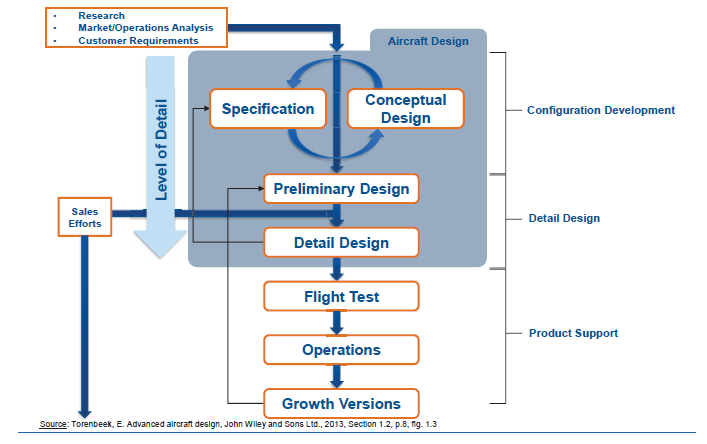 • Research
• Market/Operations Analysis
• Customer Requirements
Aircraft Design
Level of Detail
Specification
Conceptual
Design
Configuration Development
Preliminary Design
Sales
Efforts
Detail Design
Detail Design
Flight Test
Product Support
Operations
Growth Versions
Source: Torenbeek, E. Advanced aircraft design, John Wiley and Sons Ltd., 2013, Section 1.2, p.8, fig. 1.3